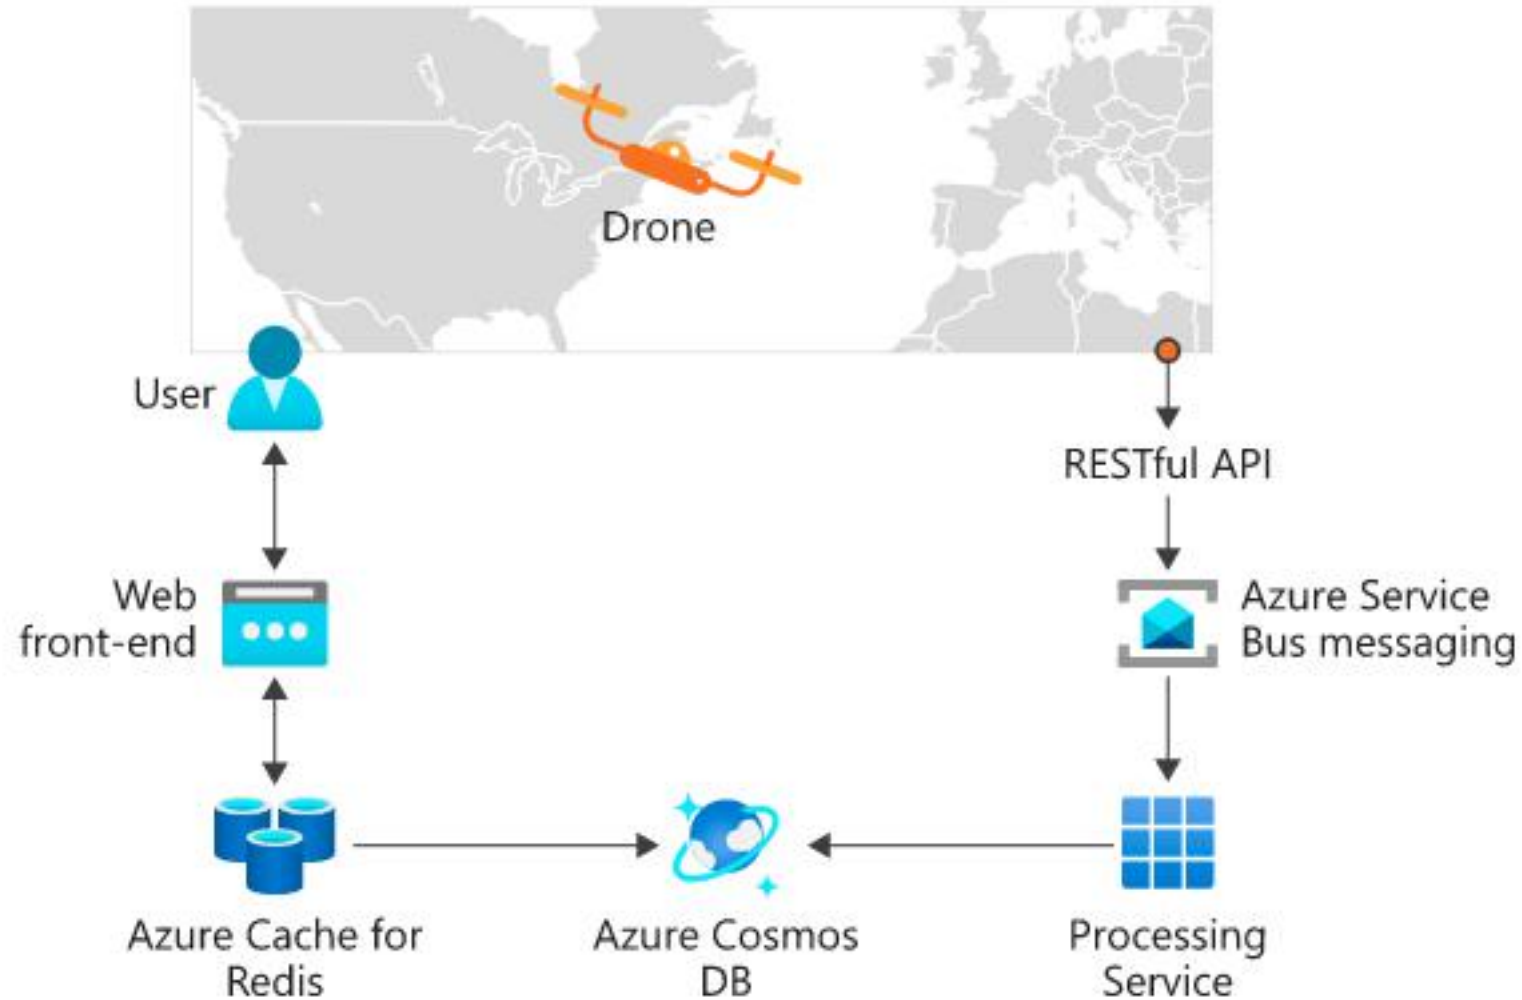 Drone
User
RESTful API
Web
front-end
Azure Service
Bus messaging
Azure Cache for
Redis
Azure Cosmos
DB
Processing
Service